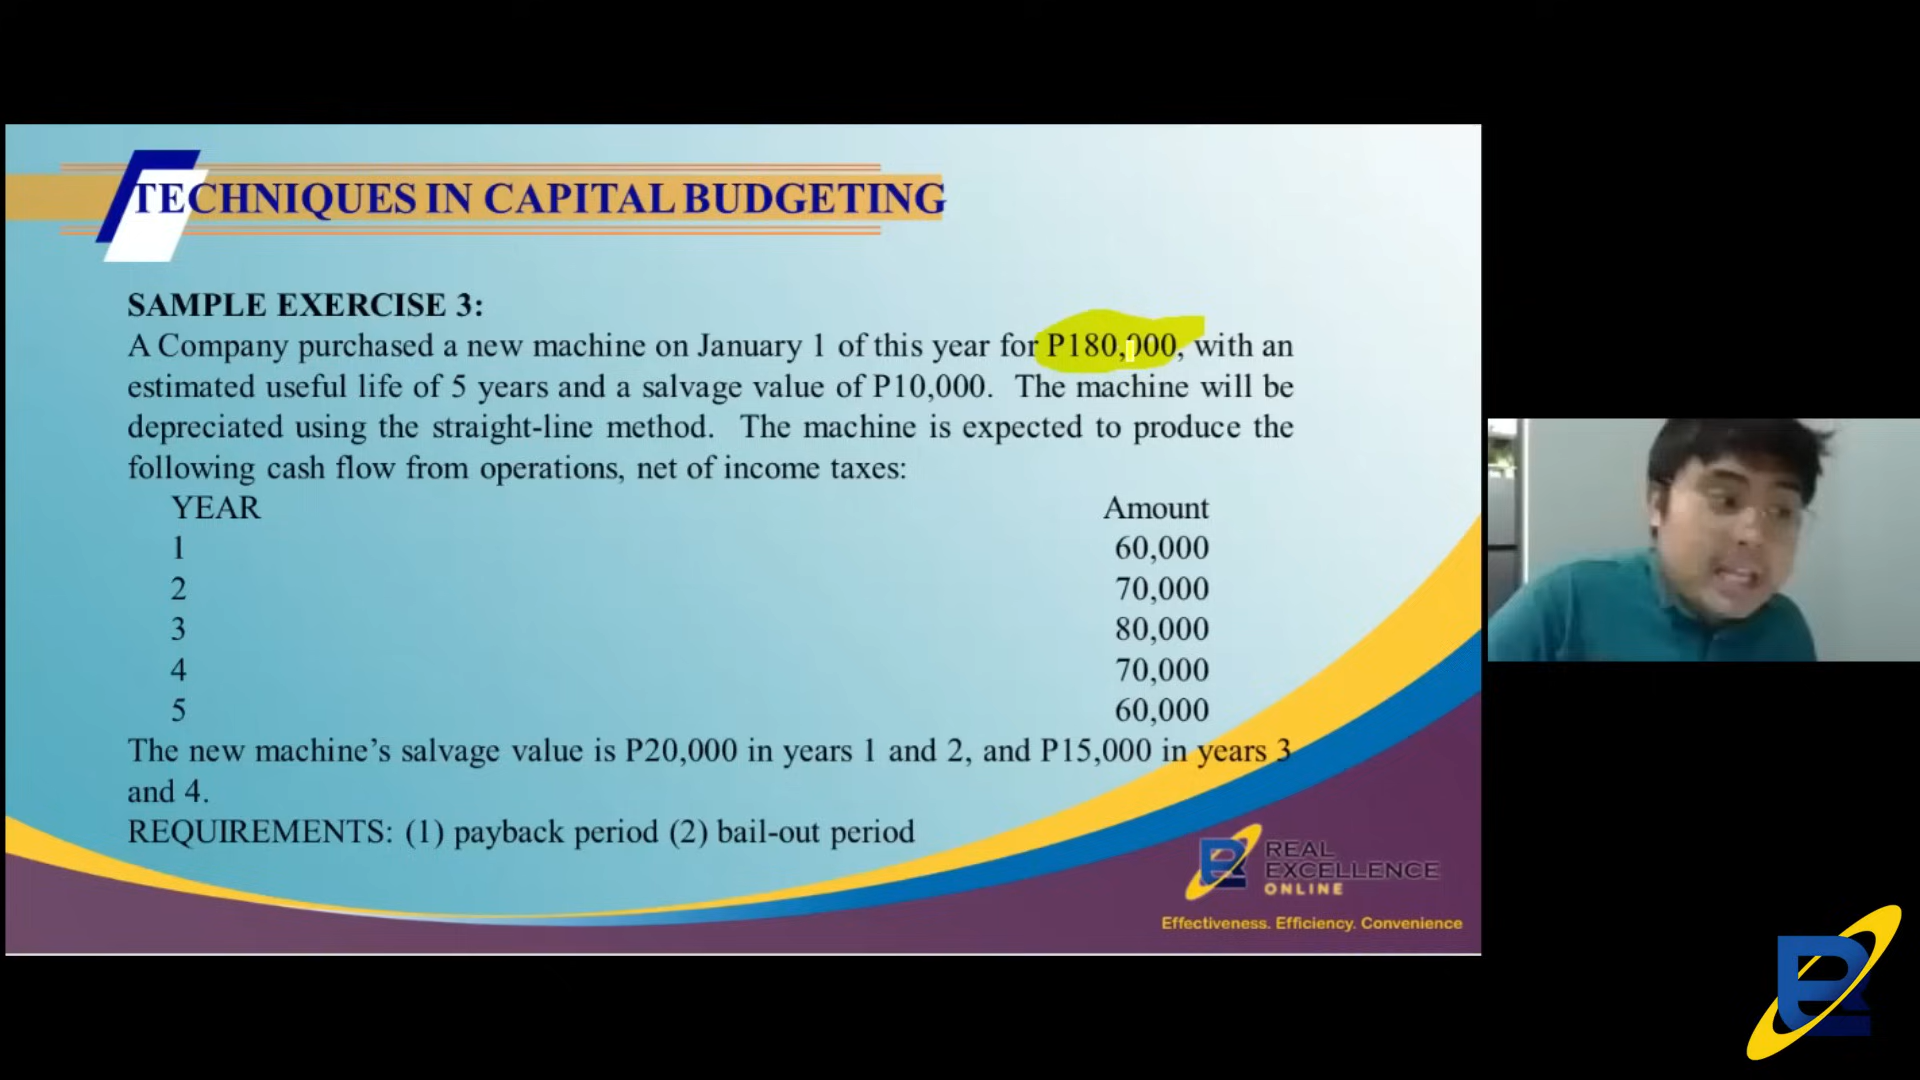 TECHNIQUES IN CAPITAL BUDGETING
SAMPLE EXERCISE 3:
A Company purchased a new machine on January 1 of this year for P180,000, with an
estimated useful life of 5 years and a salvage value of P10,000. The machine will be
depreciated using the straight-line method. The machine is expected to produce the
following cash flow from operations, net of income taxes:
YEAR Amount
1 60,000
2 70,000
3 80,000
4 70,000
5 60,000
The new machine’s salvage value is P20,000 in years 1 and 2, and P15,000 in years 3
and 4.
REQUIREMENTS: (1) payback period (2) bail-out period
REAL
EXCELLENCE
ONLINE
Effectiveness. Efficiency. Convenience